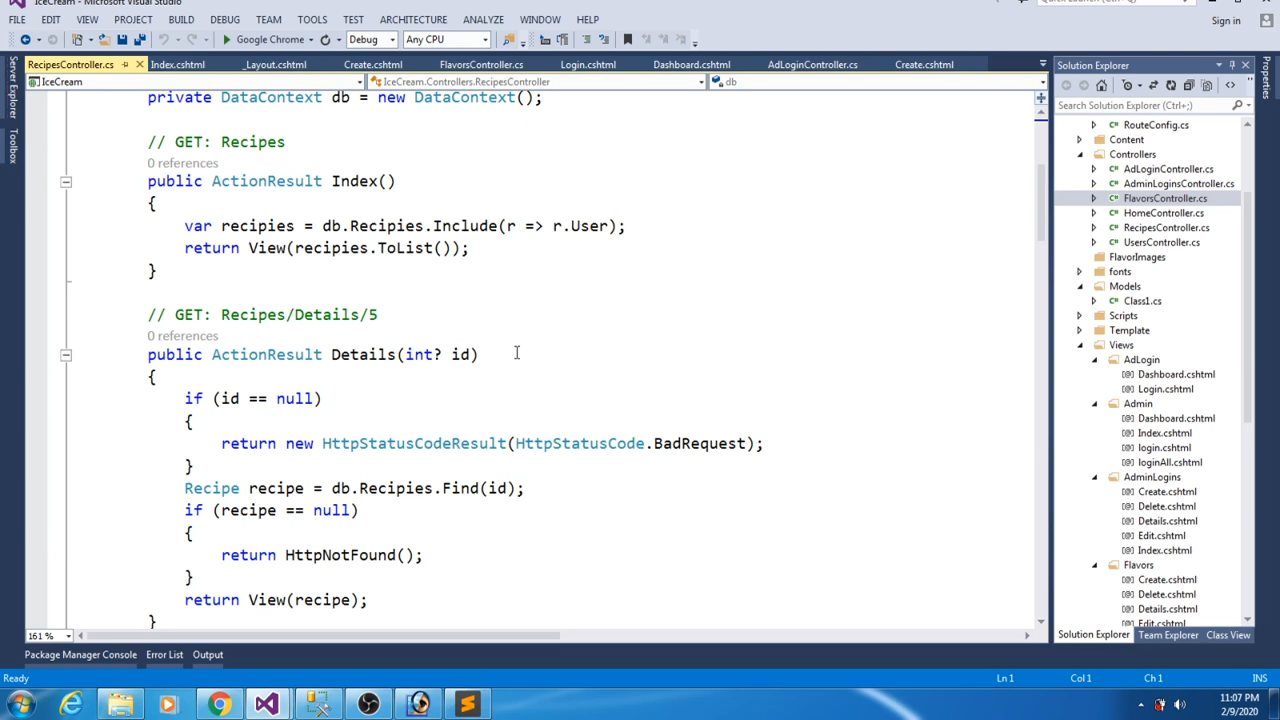 IceCream - Microsoft Visual Studio
Quick Launch (Ctrl+Q)
FILE EDIT VIEW PROJECT BUILD DEBUG TEAM TOOLS TEST ARCHITECTURE ANALYZE WINDOW HELP
Sign in
Google Chrome Debug Any CPU
RecipesController.cs Index.cshtml _Layout.cshtml Create.cshtml FlavorsController.cs Login.cshtml Dashboard.cshtml AdLoginController.cs Create.cshtml
IceCream IceCream.Controllers.RecipesController db
Server Explorer
Toolbox
private DataContext db = new DataContext();
// GET: Recipes
0 references
public ActionResult Index()
{
var recipies = db.Recipies.Include(r => r.User);
return View(recipies.ToList());
}
// GET: Recipes/Details/5
0 references
public ActionResult Details(int? id)
{
if (id == null)
{
return new HttpStatusCodeResult(HttpStatusCode.BadRequest);
}
Recipe recipe = db.Recipies.Find(id);
if (recipe == null)
{
return HttpNotFound();
}
return View(recipe);
}
161 %
Solution Explorer
Search Solution Explorer (Ctrl+;)
RouteConfig.cs
Content
Controllers
AdLoginController.cs
AdminLoginsController.cs
FlavorsController.cs
HomeController.cs
RecipesController.cs
UsersController.cs
FlavorImages
fonts
Models
Class1.cs
Scripts
Template
Views
AdLogin
Dashboard.cshtml
Login.cshtml
Admin
Dashboard.cshtml
Index.cshtml
login.cshtml
loginAll.cshtml
AdminLogins
Create.cshtml
Delete.cshtml
Details.cshtml
Edit.cshtml
Index.cshtml
Flavors
Create.cshtml
Delete.cshtml
Details.cshtml
Edit.cshtml
Solution Explorer Team Explorer Class View
Properties
Package Manager Console Error List Output
Ready Ln 1 Col 1 Ch 1 INS
11:07 PM
2/9/2020